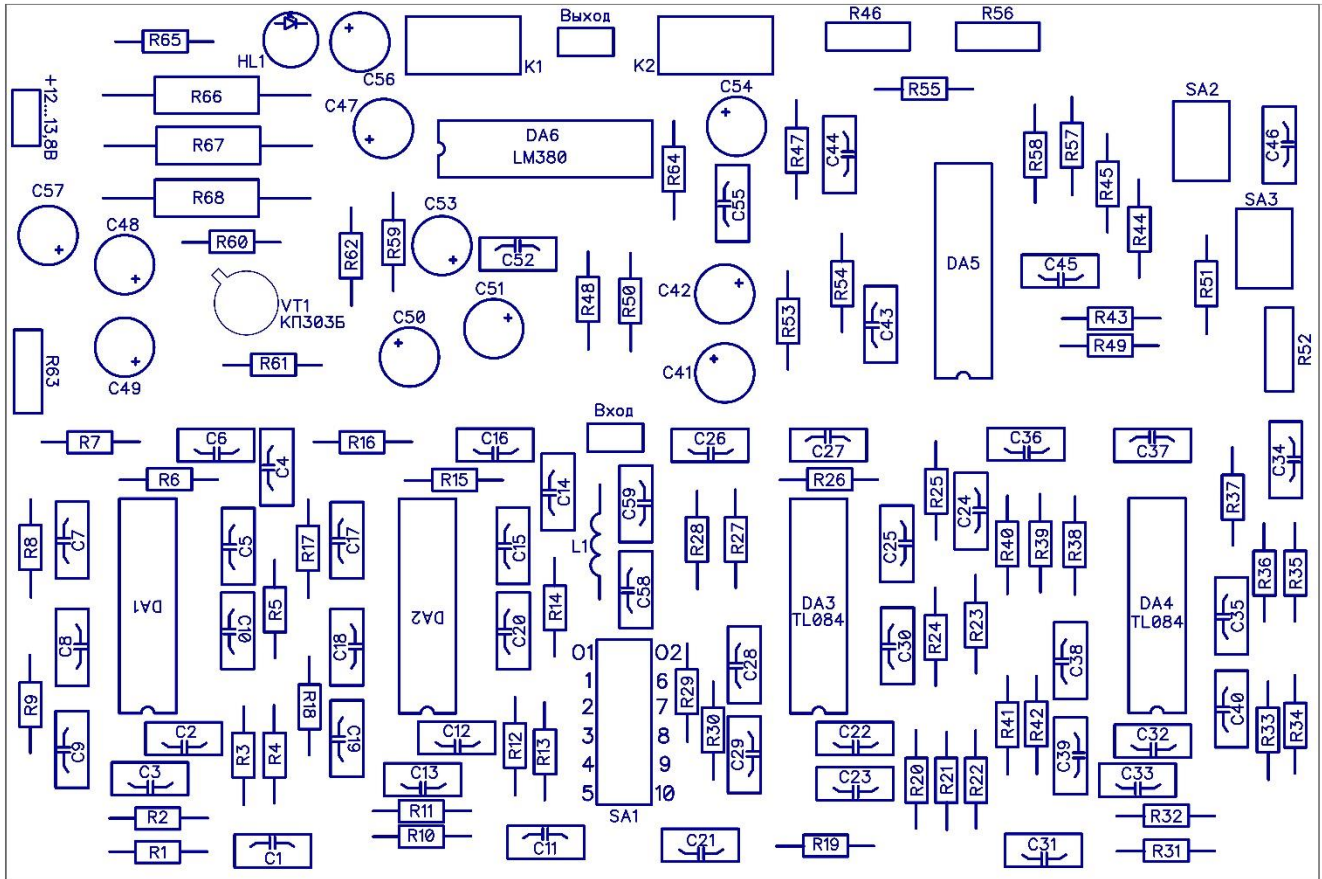 R65
HL1
C56
K1
Выход
K2
R46
R56
+12...13,8В
R66
C47
C54
R55
SA2
R67
DA6
LM380
R64
R47
C44
R58
R57
R45
C46
C57
R68
C48
C53
C55
R44
SA3
R60
R62
R59
C52
R48
R50
C42
R54
DA5
C45
R51
VT1
КП303Б
C51
R53
C43
R43
R63
C49
R61
C50
C41
R49
R52
Вход
R7
C6
C4
R16
C16
C26
C27
C36
C37
C34
R6
R15
C14
C59
R26
R25
C24
R37
R8
C7
C5
R17
C17
C15
L1
R28
R27
C25
R40
R39
R38
R36
R35
DA1
R5
DA2
R14
C58
DA3
TL084
DA4
TL084
C8
C10
C18
C20
C30
R24
R23
C35
O1
O2
1
6
2
7
3
8
4
9
5
10
SA1
R29
C28
C38
R9
C9
R18
C19
R30
C29
R41
R42
C39
C40
R33
R34
C2
R3
R4
C12
R12
R13
C22
C32
C3
C13
C23
R20
R21
R22
C33
R2
R11
R32
R1
C1
R10
C11
C21
R19
C31
R31